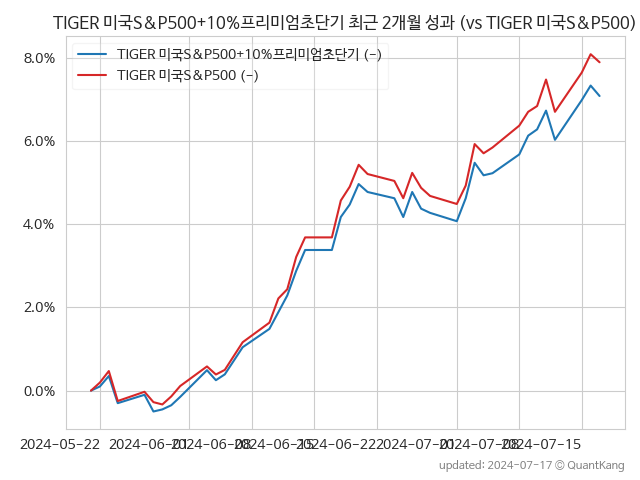 TIGER 미국S&P500+10%프리미엄초단기 최근 2개월 성과 (vs TIGER 미국S&P500)
TIGER 미국S&P500+10%프리미엄초단기 (-)
TIGER 미국S&P500 (-)
8.0%
6.0%
4.0%
2.0%
0.0%
2024-05-22 2024-06-01 2024-06-08 2024-06-15 2024-06-22 2024-07-01 2024-07-08 2024-07-15
updated: 2024-07-17 © QuantKang